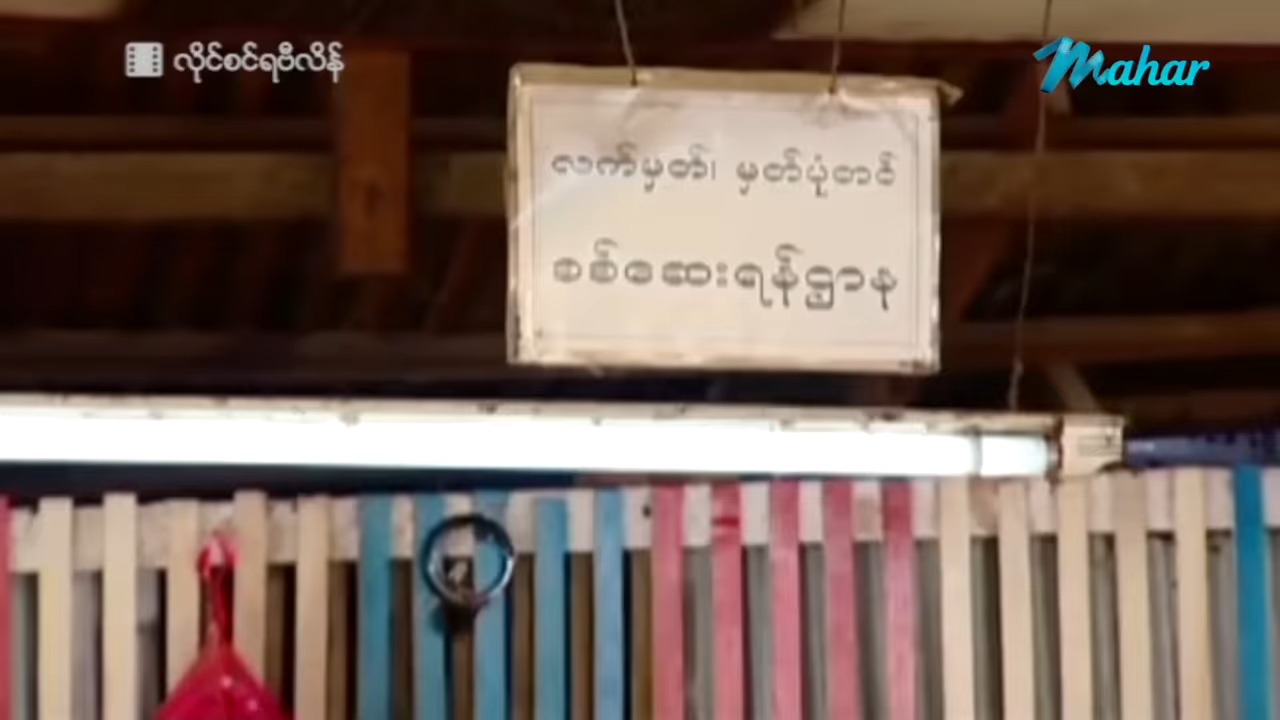 လိုင်စင်ရဗီလိန်
Mahar
လက်မှတ်၊ မှတ်ပုံတင်
စစ်ဆေးရန်ဌာန